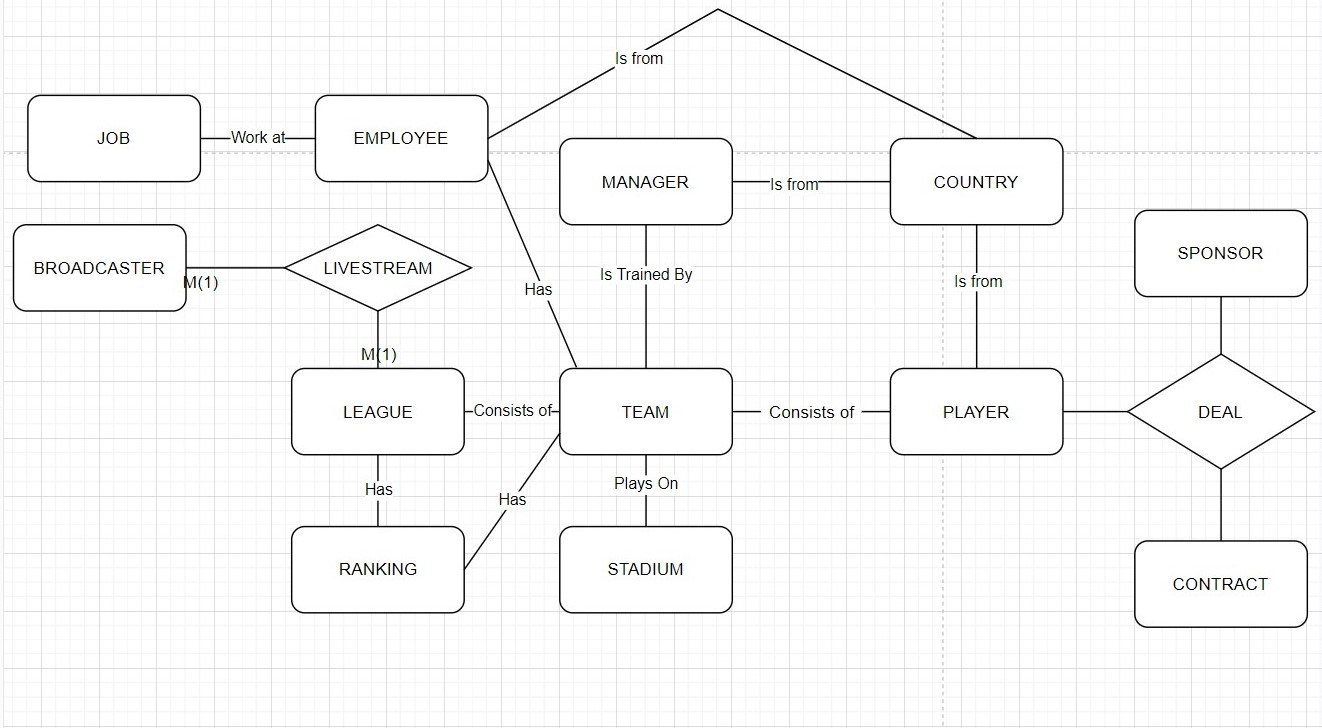 Is from
JOB
Work at
EMPLOYEE
MANAGER
Is from
COUNTRY
BROADCASTER
M(1)
LIVESTREAM
Has
Is Trained By
Is from
SPONSOR
M(1)
LEAGUE
Consists of
TEAM
Consists of
PLAYER
DEAL
Has
Has
Plays On
RANKING
STADIUM
CONTRACT